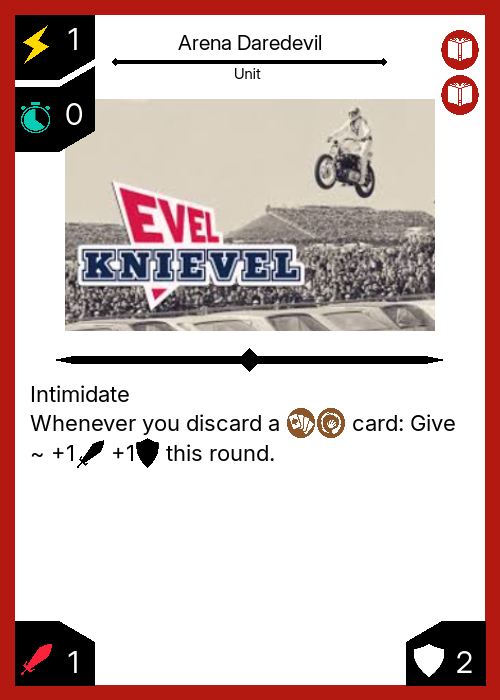 1
Arena Daredevil
Unit
0
EVEL
KNIEVEL
Intimidate
Whenever you discard a card: Give
~ +1 +1 this round.
1
2